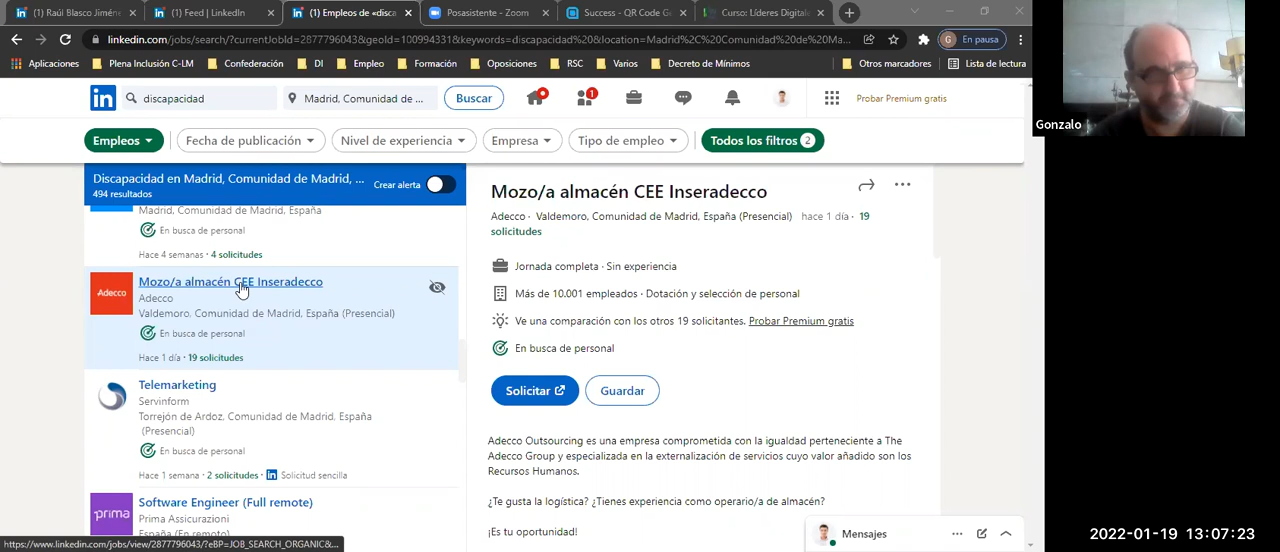 (1) Raúl Blasco Jiméne
(1) Feed | LinkedIn
(1) Empleos de «disca
Posasistente - Zoom
Success - QR Code G
Curso: Líderes Digitale
linkedin.com/jobs/search/?currentJobId=2877796043&geoId=100994331&keywords=discapacidad%20&location=Madrid%2C%20Comunidad%20de%20Ma...
G En pausa
Aplicaciones
Plena Inclusión C-LM
Confederación
DI
Empleo
Formación
Oposiciones
RSC
Varios
Decreto de Mínimos
Otros marcadores
Lista de lectura
in
discapacidad
Madrid, Comunidad de ...
Buscar
1
Probar Premium gratis
Empleos
Fecha de publicación
Nivel de experiencia
Empresa
Tipo de empleo
Todos los filtros 2
Discapacidad en Madrid, Comunidad de Madrid, ...
494 resultados
Crear alerta
Madrid, Comunidad de Madrid, España
En busca de personal
Hace 4 semanas · 4 solicitudes
Adecco
Mozo/a almacén CEE Inseradecco
Adecco
Valdemoro, Comunidad de Madrid, España (Presencial)
En busca de personal
Hace 1 día · 19 solicitudes
Telemarketing
Servinform
Torrejón de Ardoz, Comunidad de Madrid, España
(Presencial)
En busca de personal
Hace 1 semana · 2 solicitudes · in Solicitud sencilla
prima
Software Engineer (Full remote)
Prima Assicurazioni
España (En remoto)
https://www.linkedin.com/jobs/view/2877796043/?eBP=JOB_SEARCH_ORGANIC&...
Mozo/a almacén CEE Inseradecco
Adecco · Valdemoro, Comunidad de Madrid, España (Presencial) hace 1 día · 19
solicitudes
Jornada completa · Sin experiencia
Más de 10.001 empleados · Dotación y selección de personal
Ve una comparación con los otros 19 solicitantes. Probar Premium gratis
En busca de personal
Solicitar
Guardar
Adecco Outsourcing es una empresa comprometida con la igualdad perteneciente a The
Adecco Group y especializada en la externalización de servicios cuyo valor añadido son los
Recursos Humanos.
¿Te gusta la logística? ¿Tienes experiencia como operario/a de almacén?
¡Es tu oportunidad!
Mensajes
Gonzalo
2022-01-19 13:07:23